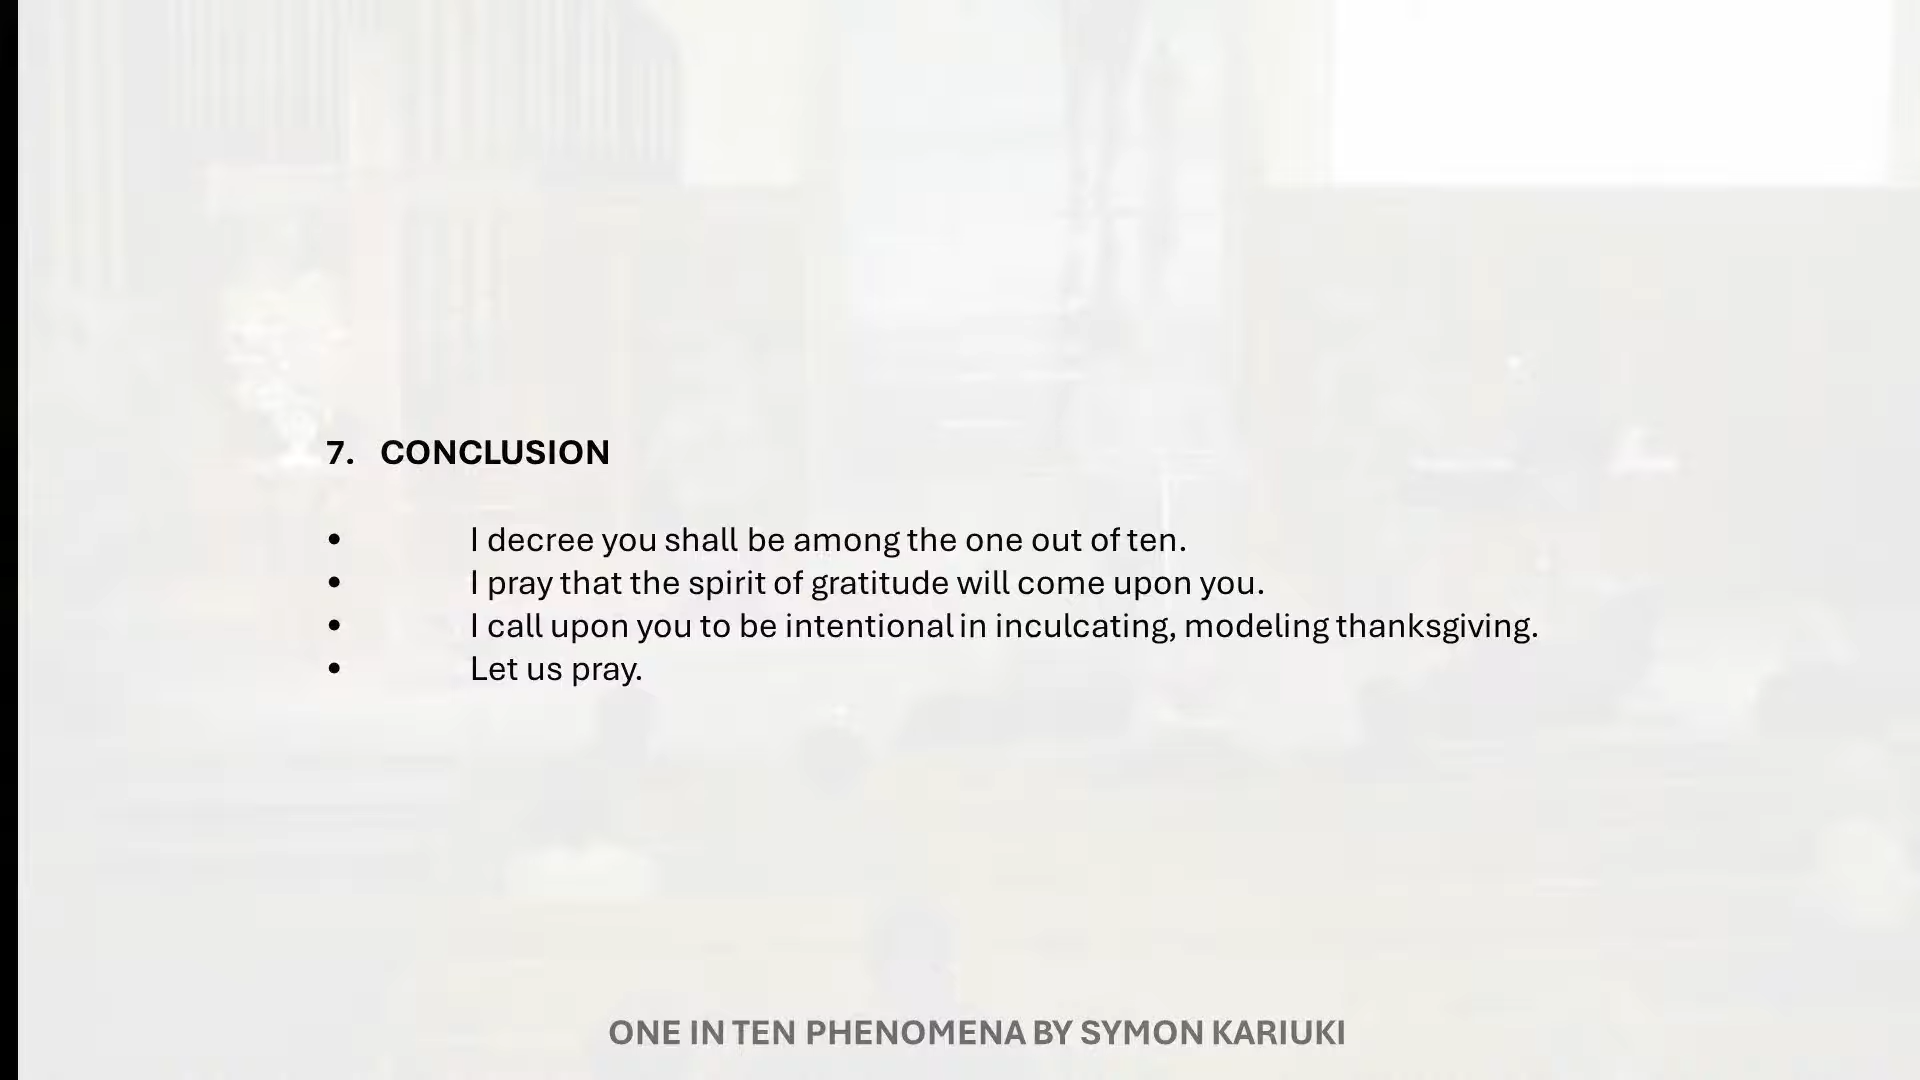 7. CONCLUSION
• I decree you shall be among the one out of ten.
• I pray that the spirit of gratitude will come upon you.
• I call upon you to be intentional in inculcating, modeling thanksgiving.
• Let us pray.
ONE IN TEN PHENOMENA BY SYMON KARIUKI